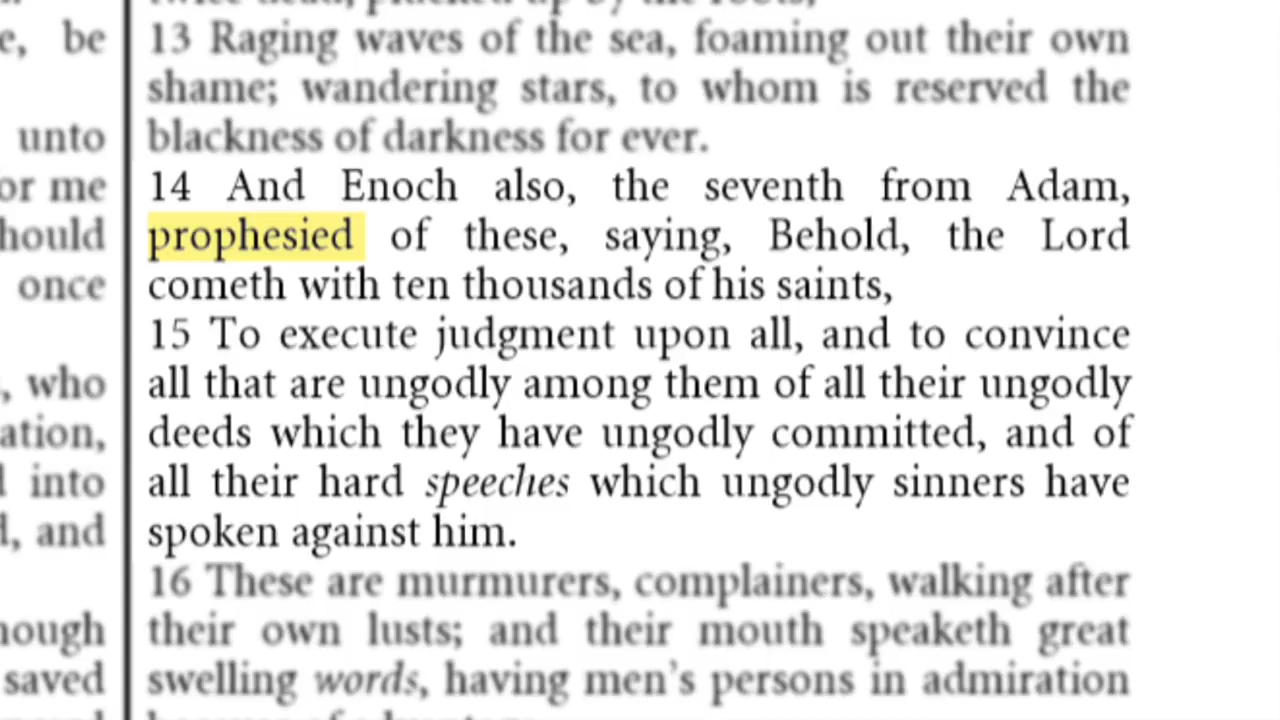 e, be
unto
or me
hould
once
, who
ation,
into
d, and
hough
saved
13 Raging waves of the sea, foaming out their own
shame; wandering stars, to whom is reserved the
blackness of darkness for ever.
14 And Enoch also, the seventh from Adam,
prophesied of these, saying, Behold, the Lord
cometh with ten thousands of his saints,
15 To execute judgment upon all, and to convince
all that are ungodly among them of all their ungodly
deeds which they have ungodly committed, and of
all their hard speeches which ungodly sinners have
spoken against him.
16 These are murmurers, complainers, walking after
their own lusts; and their mouth speaketh great
swelling words, having men's persons in admiration